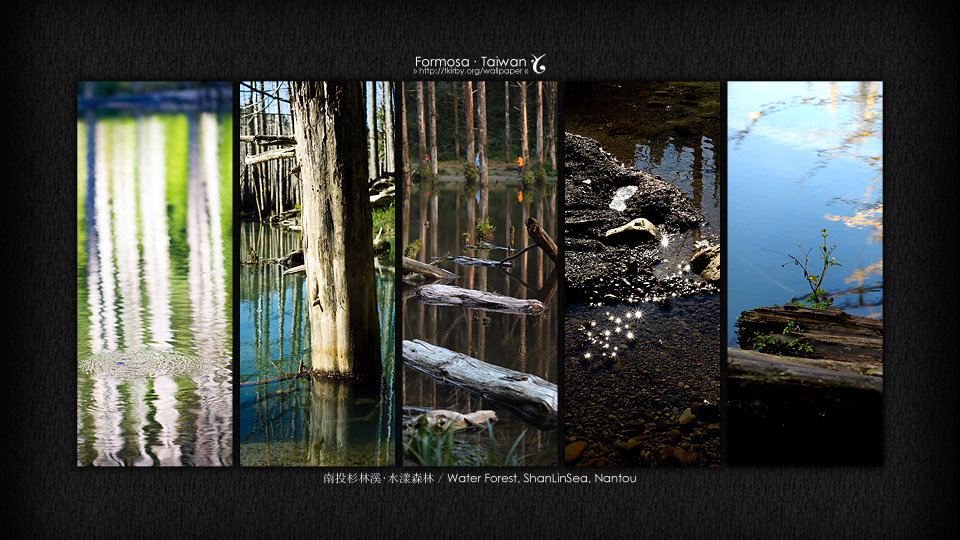 Formosa · Taiwan
» http://tkirby.org/wallpaper «
南投杉林溪·水漾森林 / Water Forest, ShanLinSea, Nantou